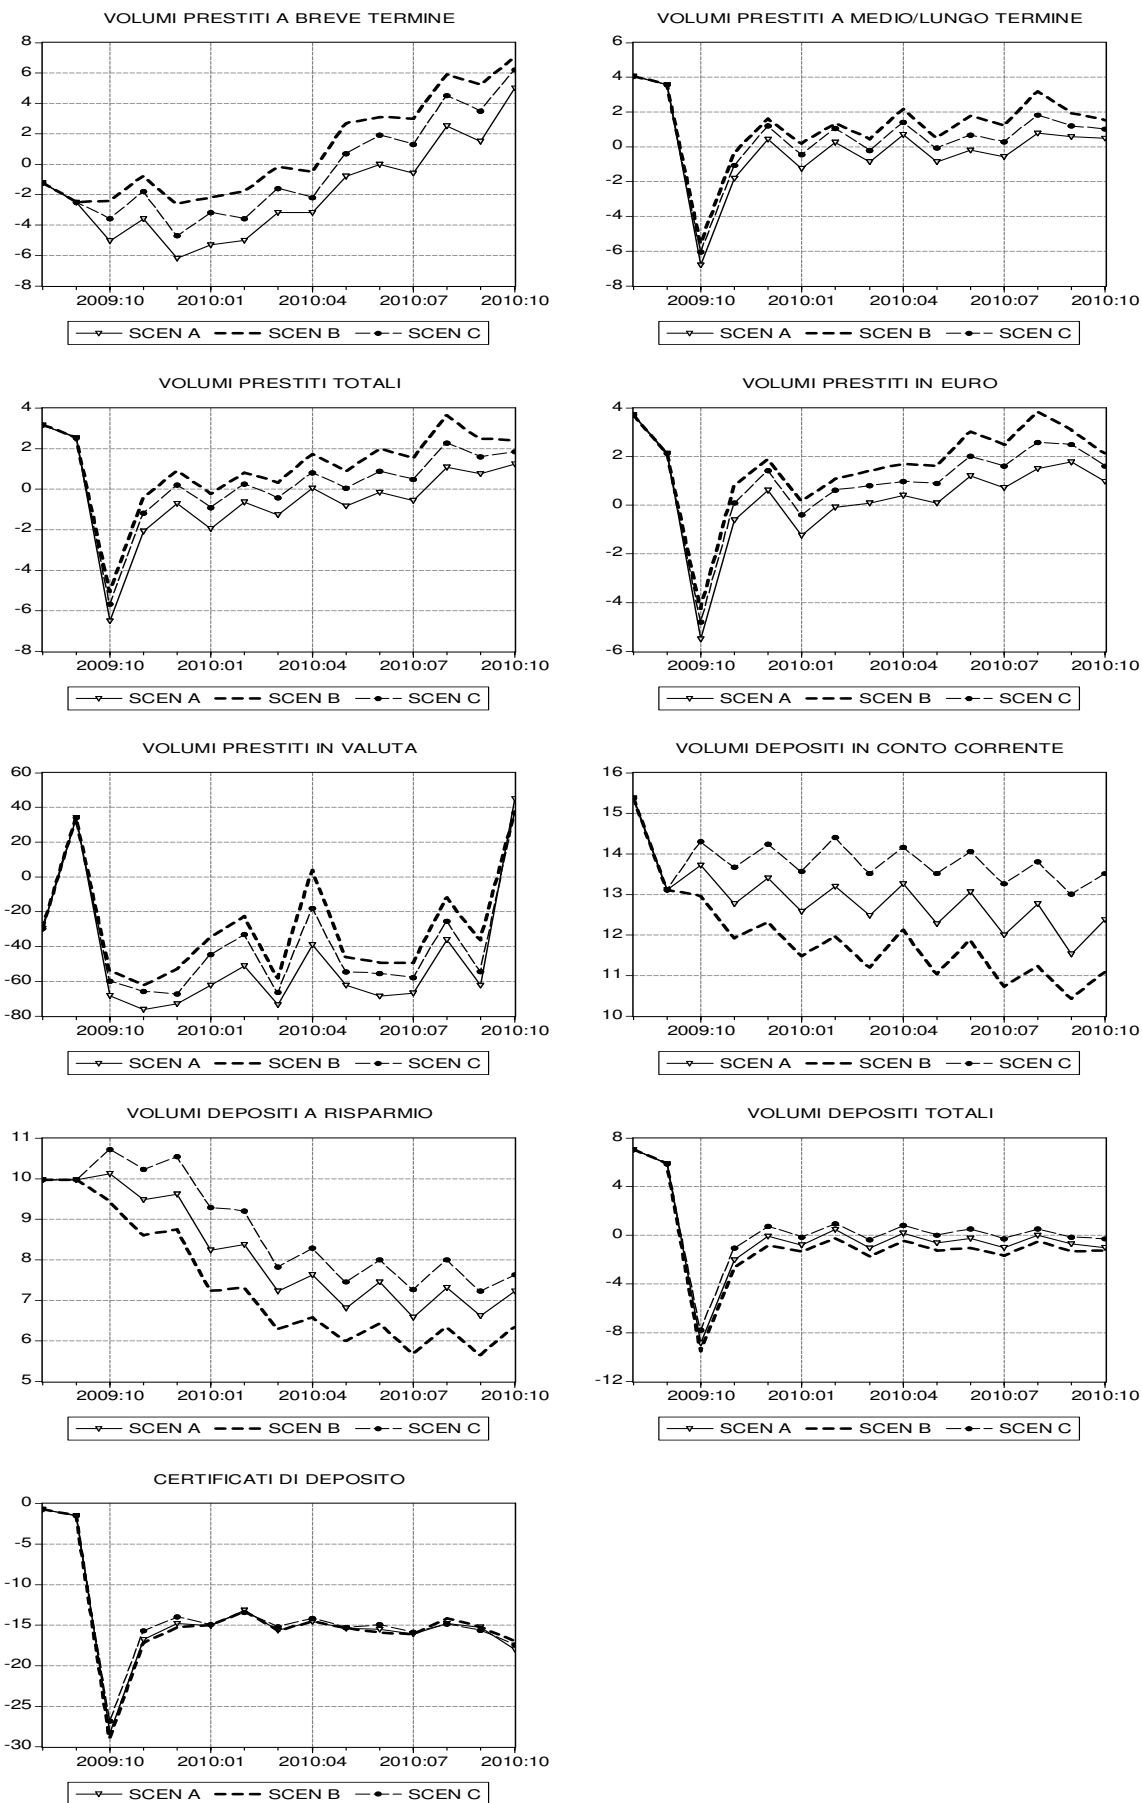 VOLUMI PRESTITI A BREVE TERMINE
8
6
4
2
0
-2
-4
-6
-8
2009:10 2010:01 2010:04 2010:07 2010:10
SCEN A SCEN B SCEN C
VOLUMI PRESTITI A MEDIO/LUNGO TERMINE
6
4
2
0
-2
-4
-6
-8
2009:10 2010:01 2010:04 2010:07 2010:10
SCEN A SCEN B SCEN C
VOLUMI PRESTITI TOTALI
4
2
0
-2
-4
-6
-8
2009:10 2010:01 2010:04 2010:07 2010:10
SCEN A SCEN B SCEN C
VOLUMI PRESTITI IN EURO
4
2
0
-2
-4
-6
2009:10 2010:01 2010:04 2010:07 2010:10
SCEN A SCEN B SCEN C
VOLUMI PRESTITI IN VALUTA
60
40
20
0
-20
-40
-60
-80
2009:10 2010:01 2010:04 2010:07 2010:10
SCEN A SCEN B SCEN C
VOLUMI DEPOSITI IN CONTO CORRENTE
16
15
14
13
12
11
10
2009:10 2010:01 2010:04 2010:07 2010:10
SCEN A SCEN B SCEN C
VOLUMI DEPOSITI A RISPARMIO
11
10
9
8
7
6
5
2009:10 2010:01 2010:04 2010:07 2010:10
SCEN A SCEN B SCEN C
VOLUMI DEPOSITI TOTALI
8
4
0
-4
-8
-12
2009:10 2010:01 2010:04 2010:07 2010:10
SCEN A SCEN B SCEN C
CERTIFICATI DI DEPOSITO
0
-5
-10
-15
-20
-25
-30
2009:10 2010:01 2010:04 2010:07 2010:10
SCEN A SCEN B SCEN C